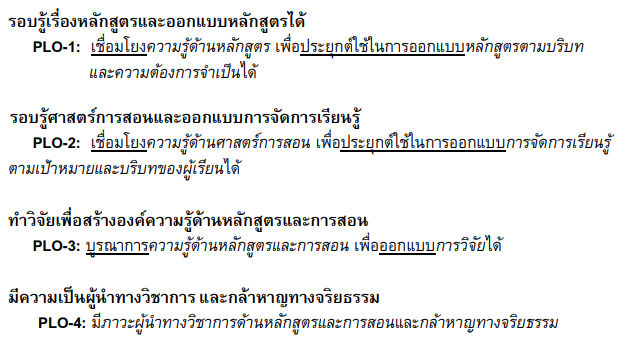 รอบรู้เรื่องหลักสูตรและออกแบบหลักสูตรได้
PLO-1: เชื่อมโยงความรู้ด้านหลักสูตร เพื่อประยุกต์ใช้ในการออกแบบหลักสูตรตามบริบท
และความต้องการจำเป็นได้
รอบรู้ศาสตร์การสอนและออกแบบการจัดการเรียนรู้
PLO-2: เชื่อมโยงความรู้ด้านศาสตร์การสอน เพื่อประยุกต์ใช้ในการออกแบบการจัดการเรียนรู้
ตามเป้าหมายและบริบทของผู้เรียนได้
ทำวิจัยเพื่อสร้างองค์ความรู้ด้านหลักสูตรและการสอน
PLO-3: บูรณาการความรู้ด้านหลักสูตรและการสอน เพื่อออกแบบการวิจัยได้
มีความเป็นผู้นำทางวิชาการ และกล้าหาญทางจริยธรรม
PLO-4: มีภาวะผู้นำทางวิชาการด้านหลักสูตรและการสอนและกล้าหาญทางจริยธรรม